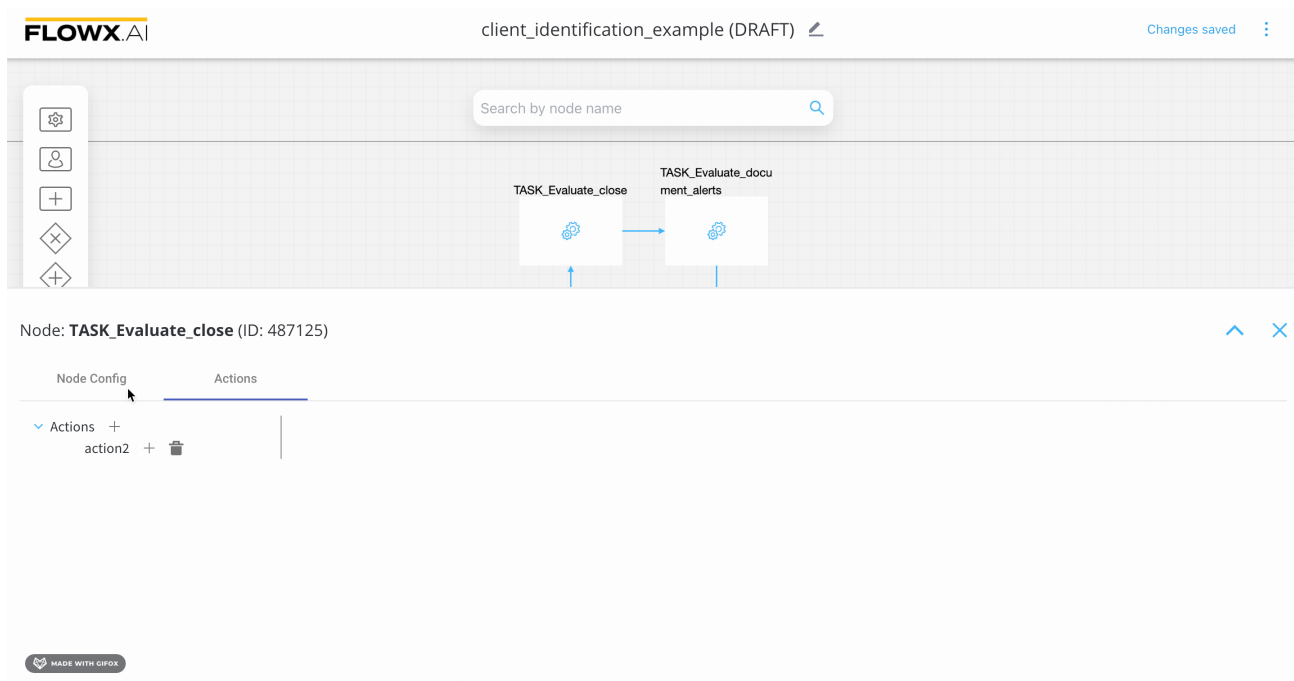 FLOWX.AI
client_identification_example (DRAFT)
Changes saved
Search by node name
TASK_Evaluate_close
TASK_Evaluate_docu
ment_alerts
Node: TASK_Evaluate_close (ID: 487125)
Node Config
Actions
Actions
action2
MADE WITH GIFOX